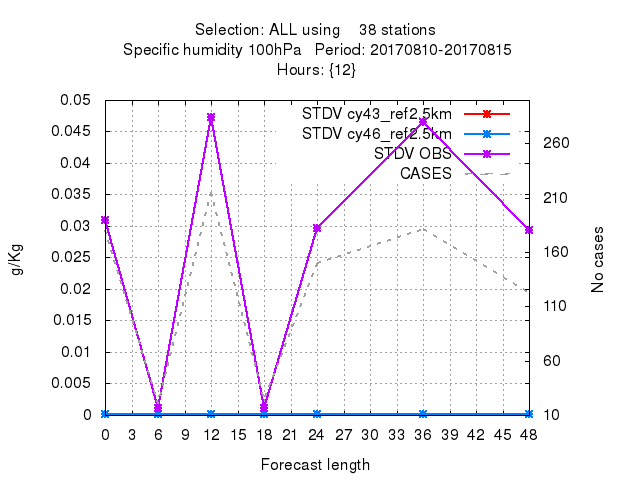 Selection: ALL using    38 stations
Specific humidity 100hPa   Period: 20170810-20170815
Hours: {12}
STDV cy43_ref2.5km
STDV cy46_ref2.5km
STDV OBS
CASES
0.05
0.045
0.04
0.035
0.03
0.025
0.02
0.015
0.01
0.005
0
g/Kg
260
210
160
110
60
10
No cases
0 3 6 9 12 15 18 21 24 27 30 33 36 39 42 45 48
Forecast length